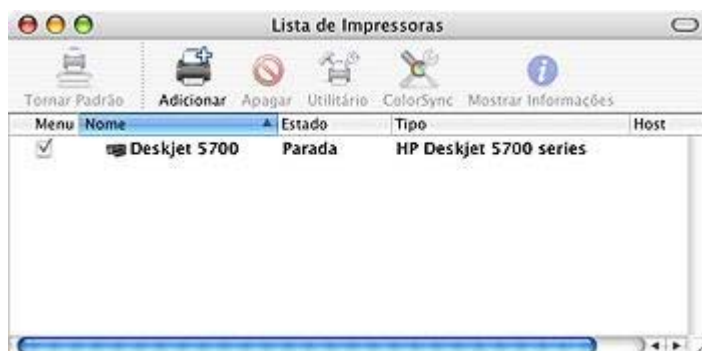 Lista de Impressoras
Tornar Padrão Adicionar Apagar Utilitário ColorSync Mostrar Informações
Menu Nome Estado Tipo Host
Deskjet 5700 Parada HP Deskjet 5700 series